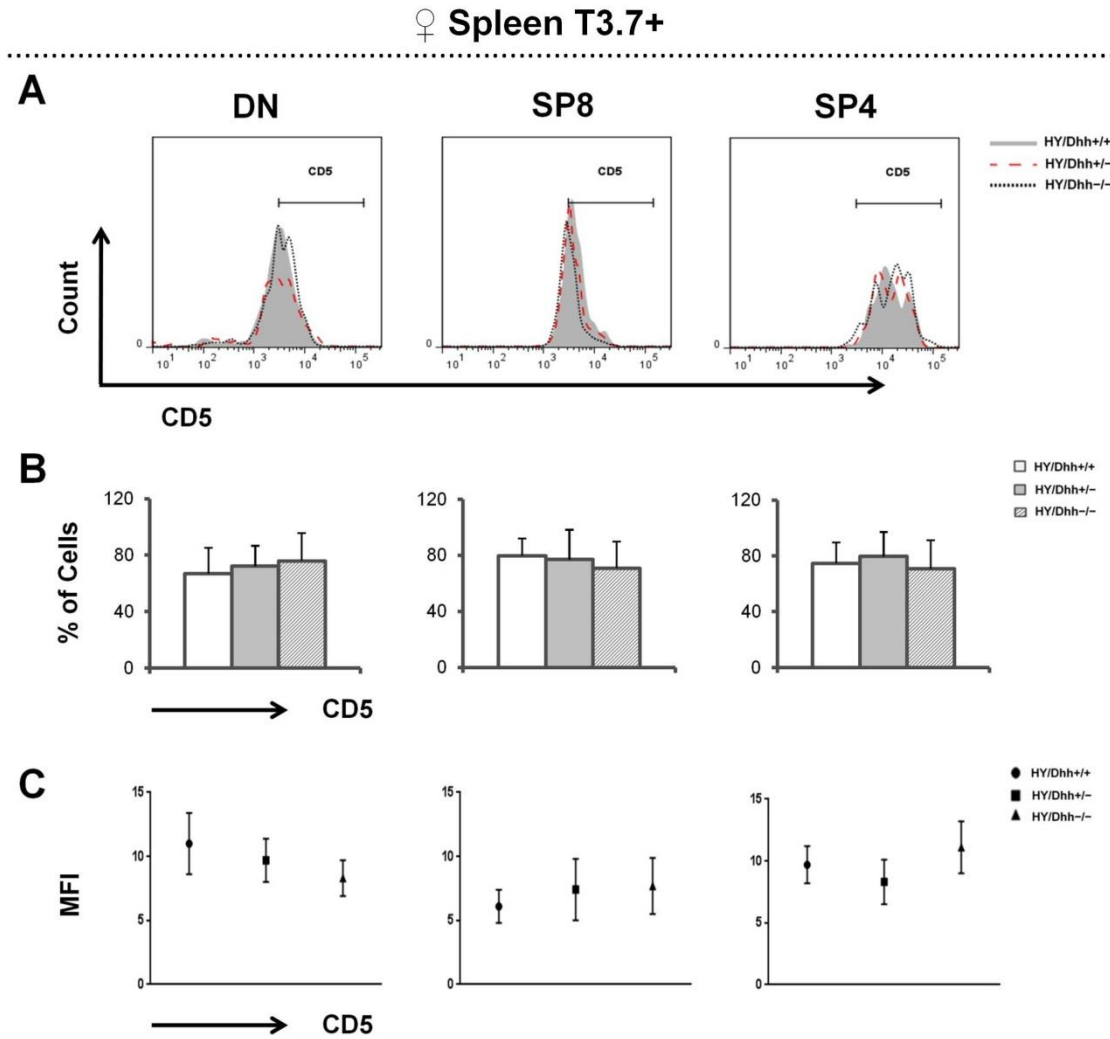 ♀ Spleen T3.7+
A
DN
SP8
SP4
CD5
CD5
CD5
HY/Dhh+/+
HY/Dhh+/−
HY/Dhh−/−
Count
0
0
0
10¹ 10² 10³ 10⁴ 10⁵
10¹ 10² 10³ 10⁴ 10⁵
10¹ 10² 10³ 10⁴ 10⁵
CD5
B
HY/Dhh+/+
HY/Dhh+/−
HY/Dhh−/−
% of Cells
120
80
40
0
120
80
40
0
120
80
40
0
CD5
C
HY/Dhh+/+
HY/Dhh+/−
HY/Dhh−/−
MFI
15
10
5
0
15
10
5
0
15
10
5
0
CD5